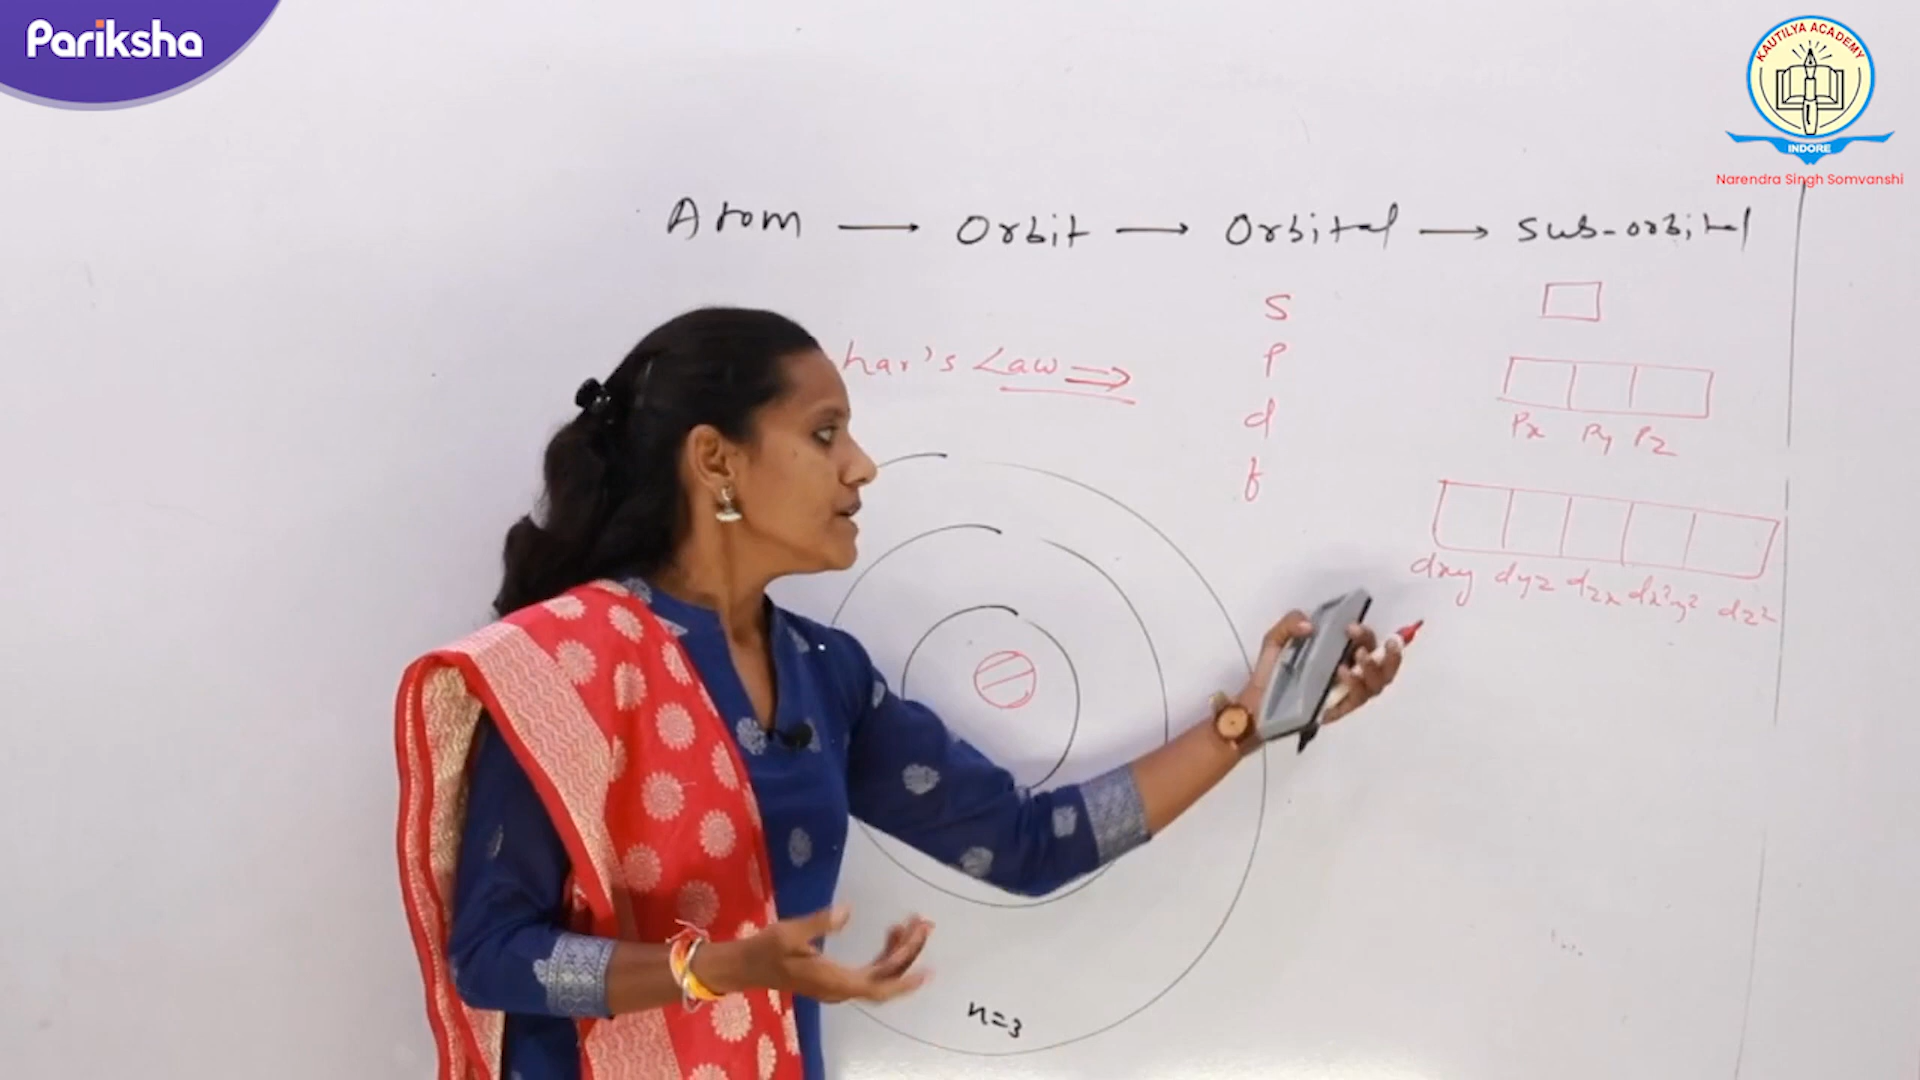 Pariksha
KAUTILYA ACADEMY
INDORE
Narendra Singh Somvanshi
Atom → Orbit → Orbital → Sub-orbital
s
har's Law ⇒
p
Px Py Pz
d
f
dxy dyz dzx dx²y² dz²
n=3